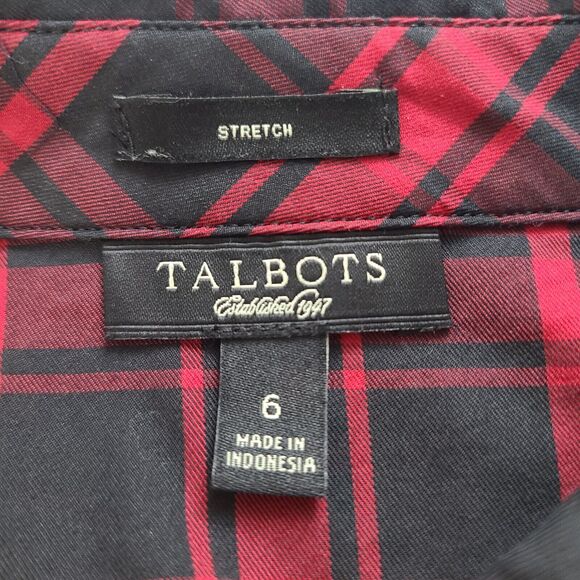 STRETCH
TALBOTS
Established 1947
6
MADE IN
INDONESIA